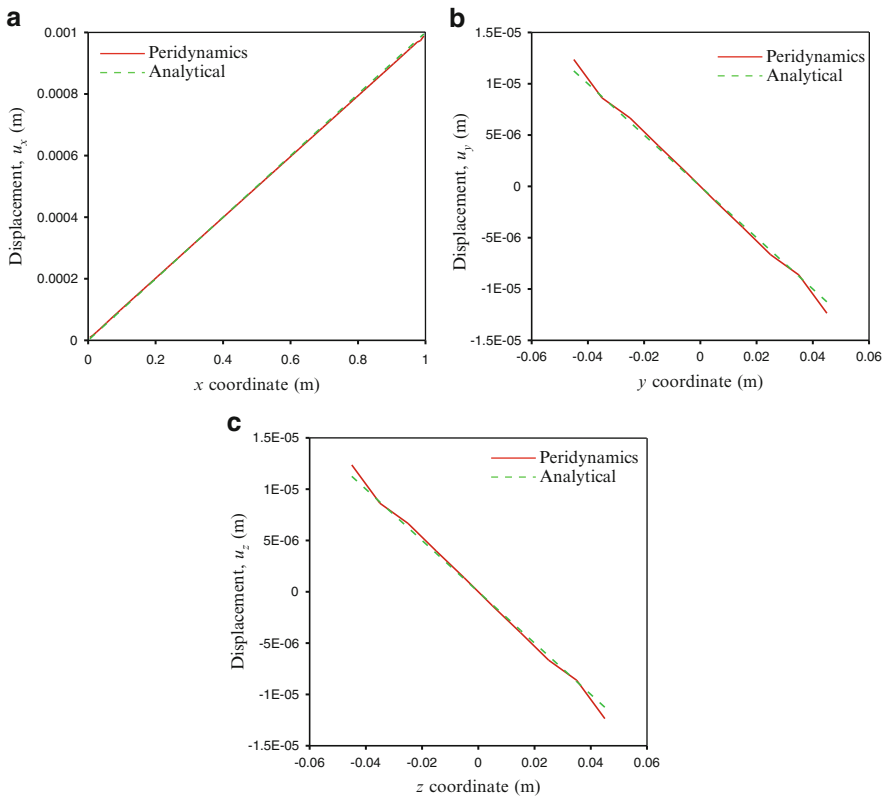 a
0.001
0.0008
0.0006
0.0004
0.0002
0
Displacement, uₓ (m)
Peridynamics
Analytical
0
0.2
0.4
0.6
0.8
1
x coordinate (m)
b
1.5E-05
1E-05
5E-06
0
-5E-06
-1E-05
-1.5E-05
Displacement, u_y (m)
Peridynamics
Analytical
-0.06
-0.04
-0.02
0
0.02
0.04
0.06
y coordinate (m)
c
1.5E-05
1E-05
5E-06
0
-5E-06
-1E-05
-1.5E-05
Displacement, u_z (m)
Peridynamics
Analytical
-0.06
-0.04
-0.02
0
0.02
0.04
0.06
z coordinate (m)